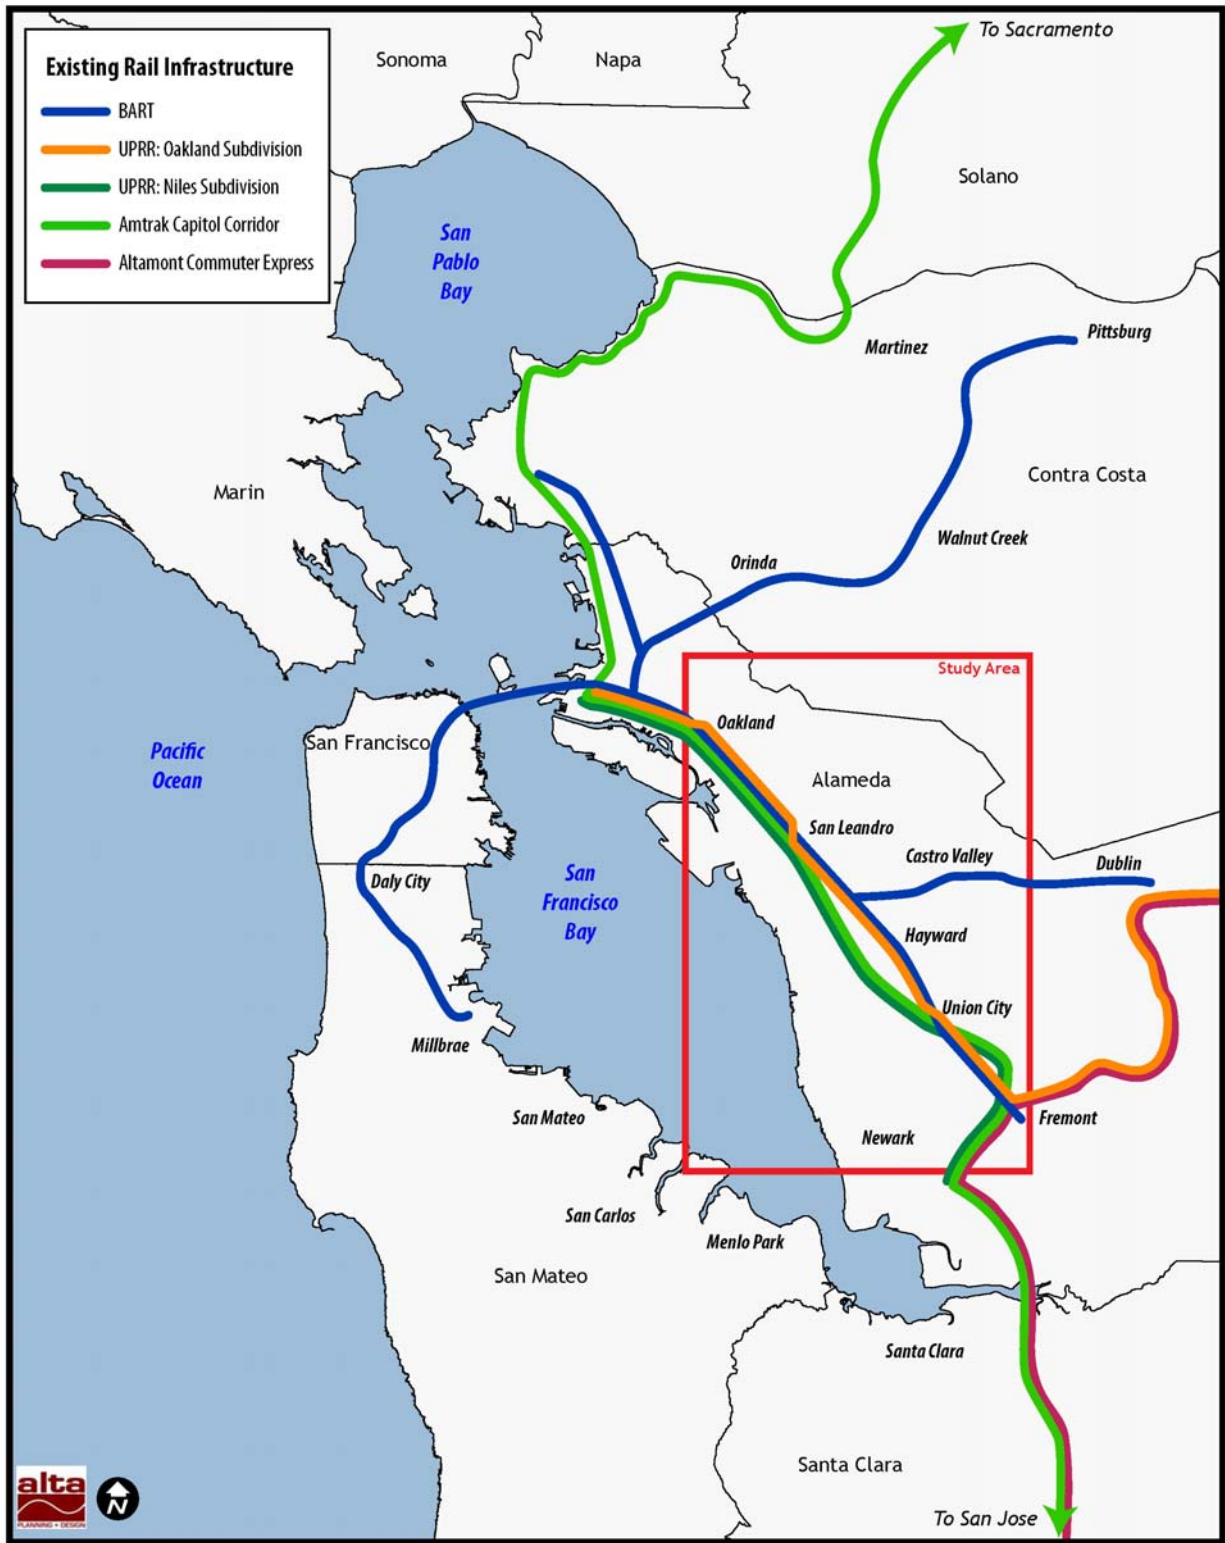 To Sacramento
Sonoma
Napa
Existing Rail Infrastructure
BART
UPRR: Oakland Subdivision
UPRR: Niles Subdivision
Amtrak Capitol Corridor
Altamont Commuter Express
Solano
San
Pablo
Bay
Pittsburg
Martinez
Contra Costa
Marin
Walnut Creek
Orinda
Study Area
Oakland
San Francisco
Pacific
Ocean
Alameda
San Leandro
Castro Valley
Dublin
Daly City
San
Francisco
Bay
Hayward
Union City
Millbrae
San Mateo
Fremont
Newark
San Carlos
Menlo Park
San Mateo
Santa Clara
Santa Clara
alta
PLANNING + DESIGN
N
To San Jose